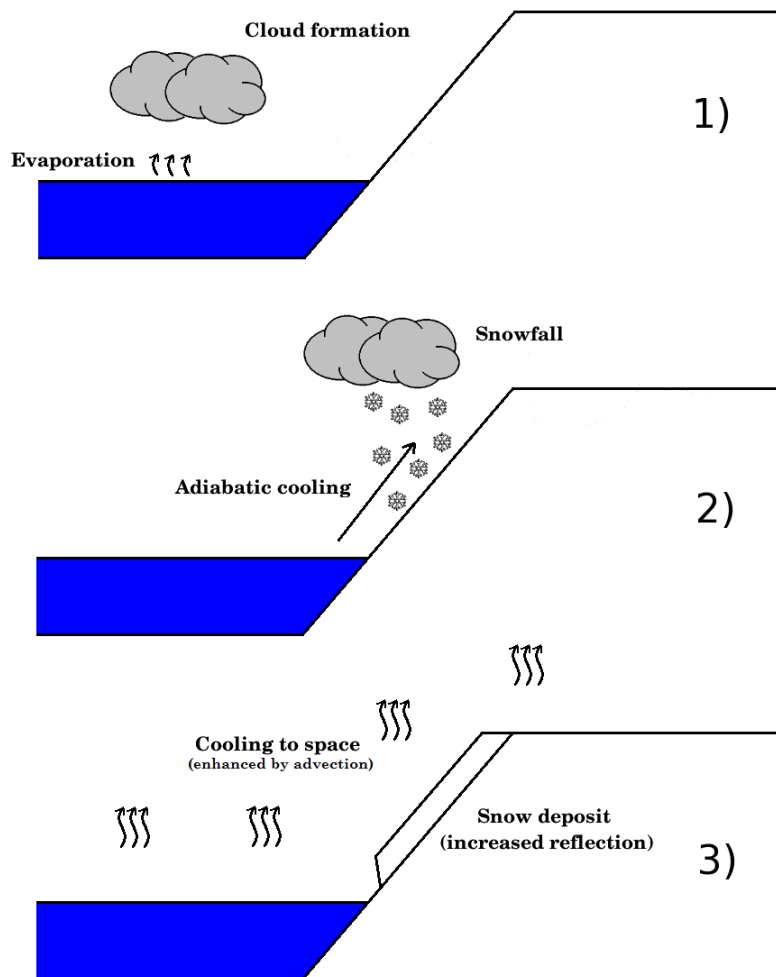 Cloud formation
1)
Evaporation
Snowfall
Adiabatic cooling
2)
Cooling to space
(enhanced by advection)
Snow deposit
(increased reflection)
3)